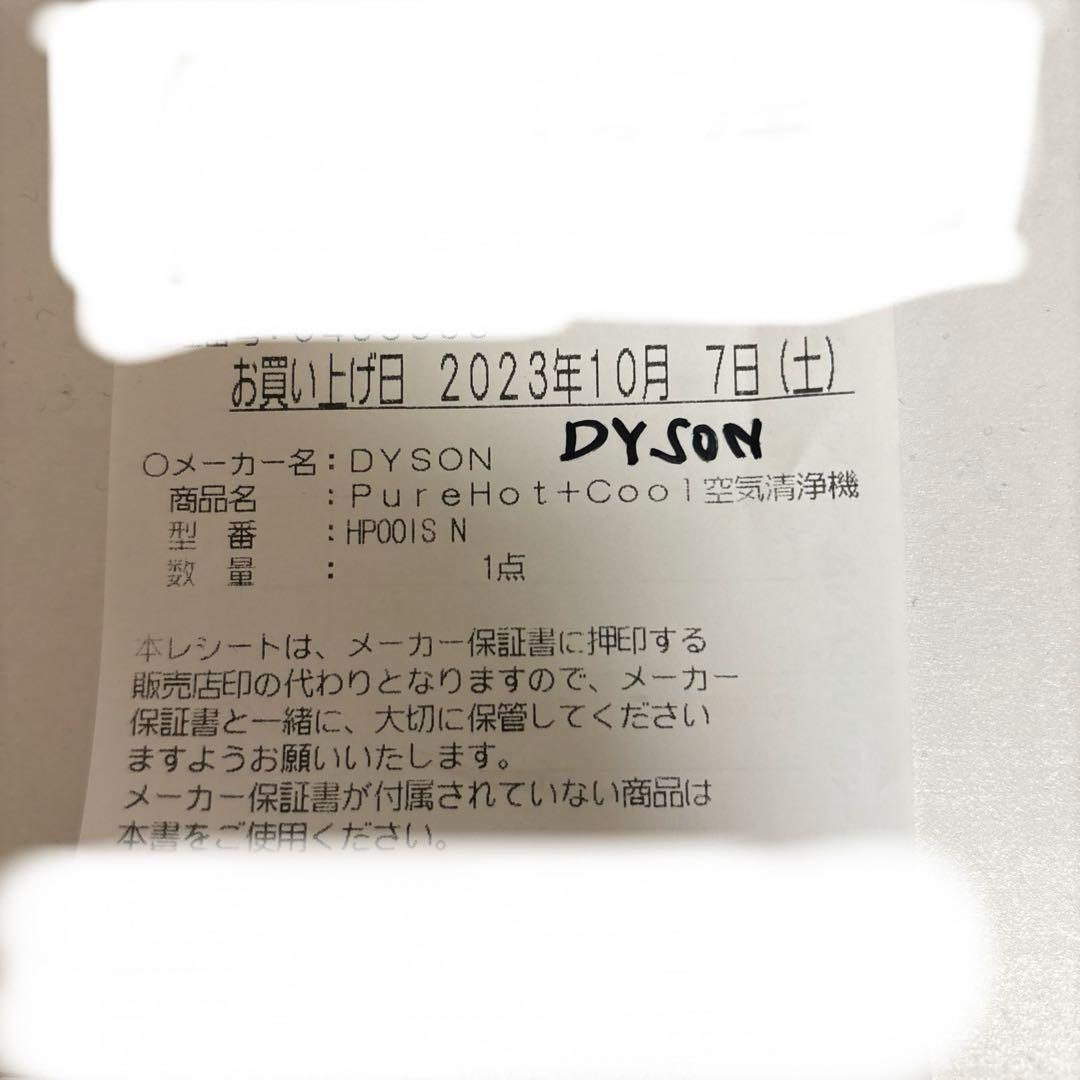 お買い上げ日 2023年10月 7日(土)
DYSON
○メーカー名:DYSON
商品名 :PureHot+Cool空気清浄機
型 番 :HP00ISN
数 量 : 1点
本レシートは、メーカー保証書に押印する
販売店印の代わりとなりますので、メーカー
保証書と一緒に、大切に保管してください
ますようお願いいたします。
メーカー保証書が付属されていない商品は
本書をご使用ください。